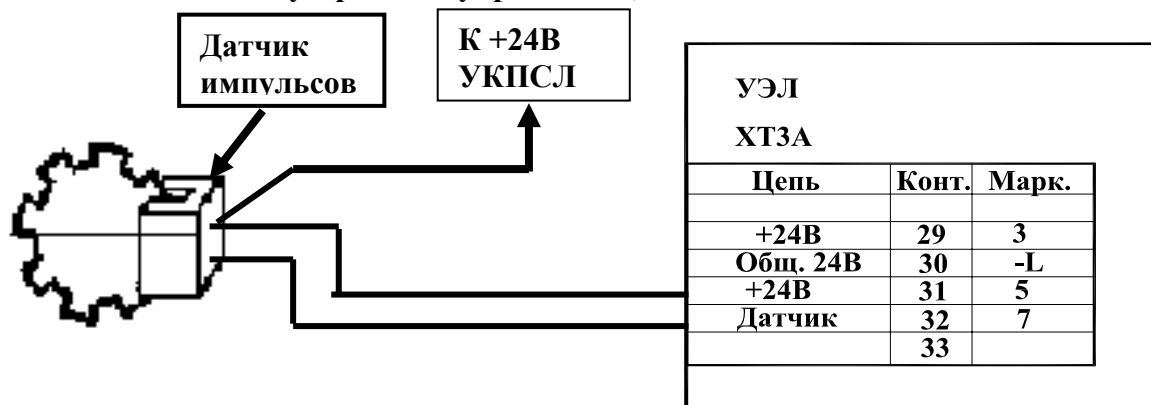 Датчик
импульсов
К +24В
УКПСЛ
УЭЛ
ХТ3А
Цепь Конт. Марк.
+24В 29 3
Общ. 24В 30 -L
+24В 31 5
Датчик 32 7
33